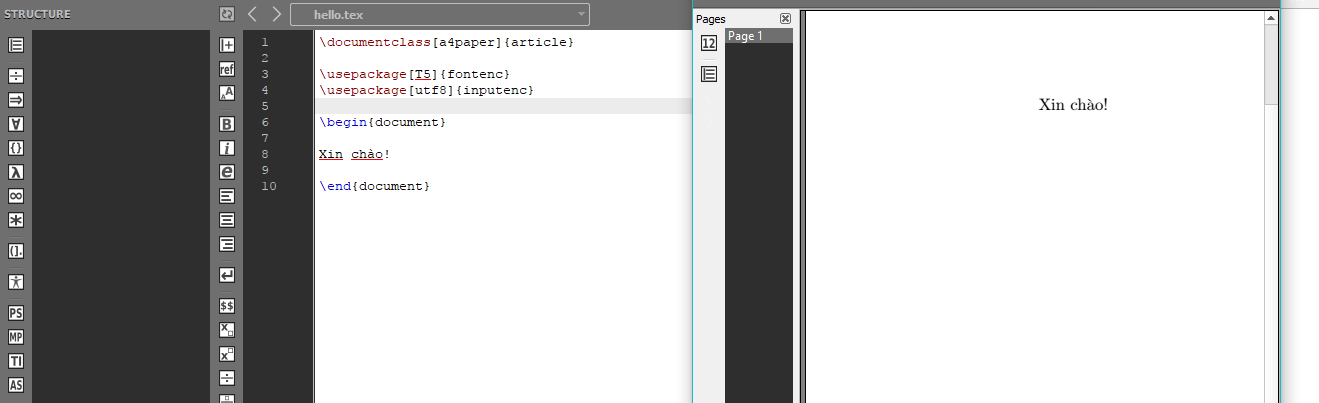 STRUCTURE
hello.tex
1 \documentclass[a4paper]{article}
2
3 \usepackage[T5]{fontenc}
4 \usepackage[utf8]{inputenc}
5
6 \begin{document}
7
8 Xin chào!
9
10 \end{document}
ref
PS
MP
TI
AS
$$
Pages
12
Page 1
Xin chào!